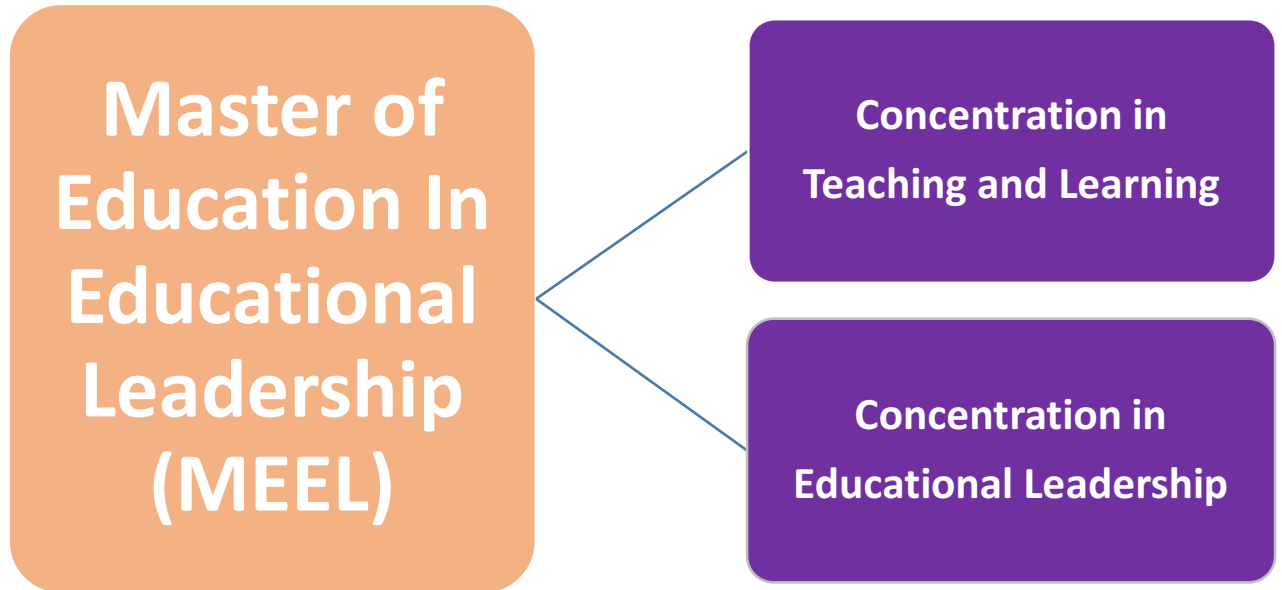 Master of
Education In
Educational
Leadership
(MEEL)
Concentration in
Teaching and Learning
Concentration in
Educational Leadership